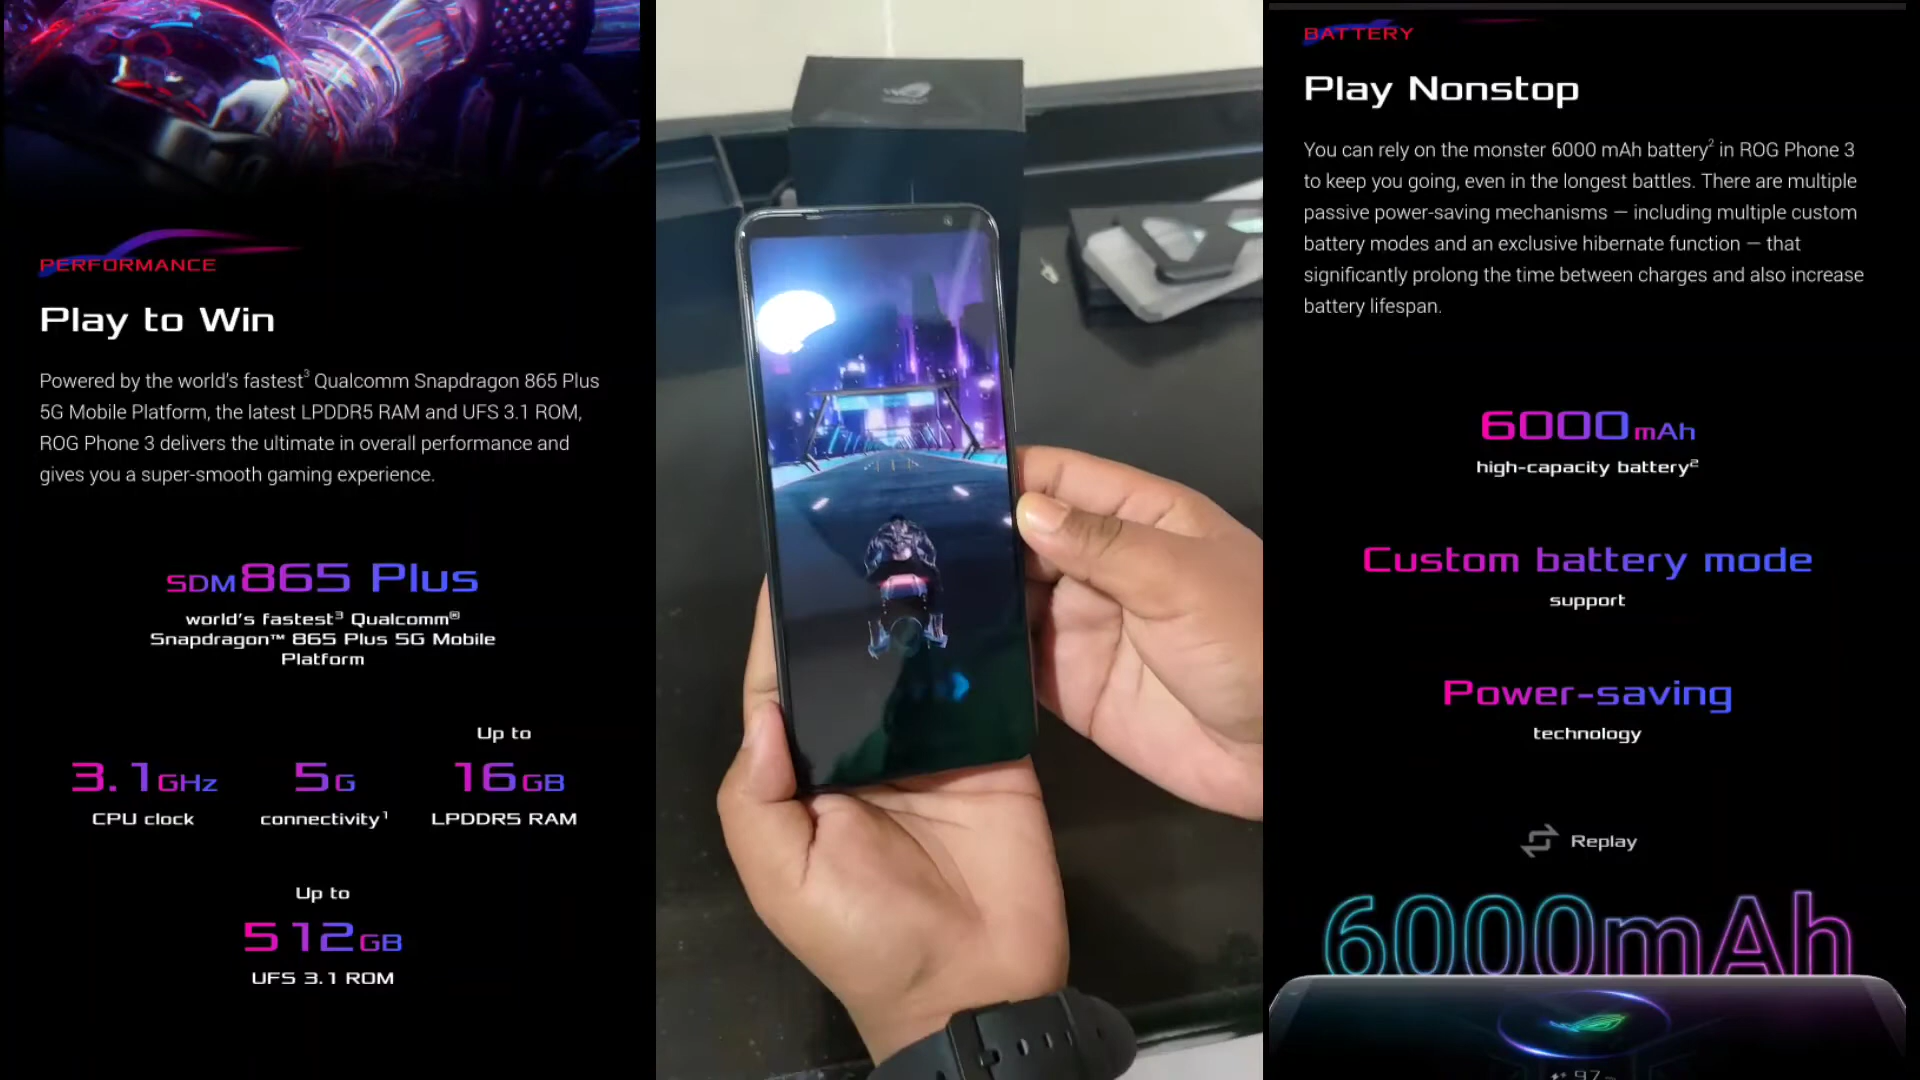 PERFORMANCE
Play to Win
Powered by the world's fastest³ Qualcomm Snapdragon 865 Plus
5G Mobile Platform, the latest LPDDR5 RAM and UFS 3.1 ROM,
ROG Phone 3 delivers the ultimate in overall performance and
gives you a super-smooth gaming experience.
SDM865 Plus
world's fastest³ Qualcomm®
Snapdragon™ 865 Plus 5G Mobile
Platform
3.1GHz
CPU clock
5G
connectivity¹
Up to
16GB
LPDDR5 RAM
Up to
512GB
UFS 3.1 ROM
BATTERY
Play Nonstop
You can rely on the monster 6000 mAh battery² in ROG Phone 3
to keep you going, even in the longest battles. There are multiple
passive power-saving mechanisms — including multiple custom
battery modes and an exclusive hibernate function — that
significantly prolong the time between charges and also increase
battery lifespan.
6000mAh
high-capacity battery²
Custom battery mode
support
Power-saving
technology
Replay
6000mAh